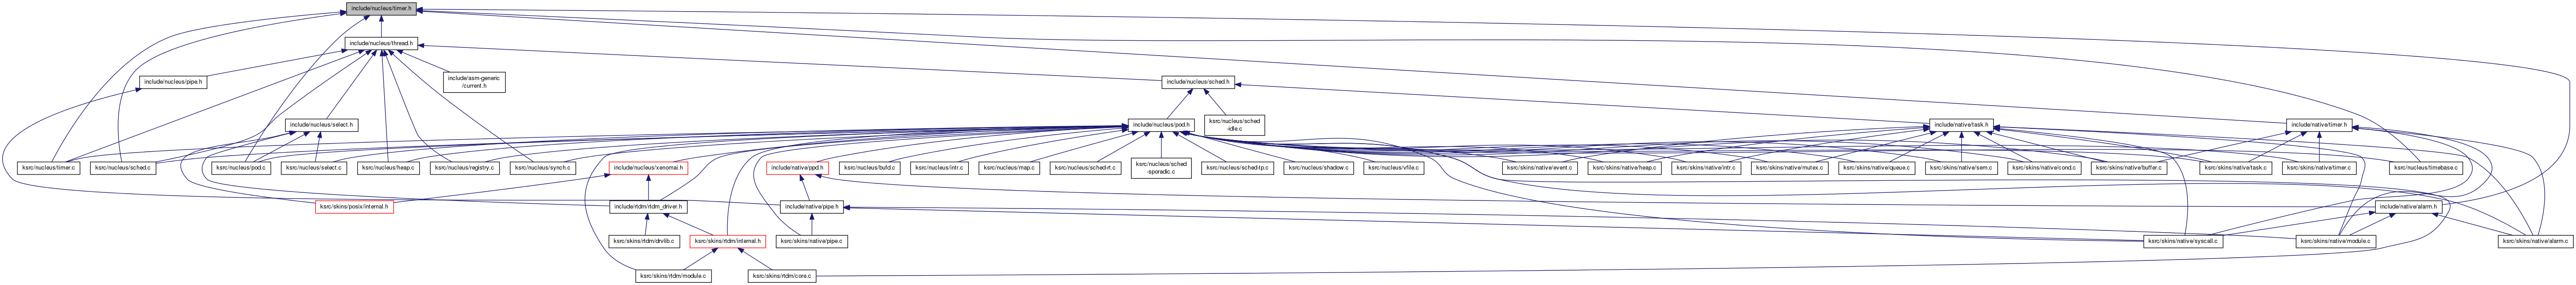 include/nucleus/timer.h
include/nucleus/thread.h
include/nucleus/pipe.h
include/asm-generic
/current.h
include/nucleus/sched.h
include/nucleus/select.h
include/nucleus/pod.h
ksrc/nucleus/sched
-idle.c
include/native/task.h
include/native/timer.h
ksrc/nucleus/timer.c
ksrc/nucleus/sched.c
ksrc/nucleus/pod.c
ksrc/nucleus/select.c
ksrc/nucleus/heap.c
ksrc/nucleus/registry.c
ksrc/nucleus/synch.c
include/nucleus/xenomai.h
include/native/ppd.h
ksrc/nucleus/bufd.c
ksrc/nucleus/intr.c
ksrc/nucleus/map.c
ksrc/nucleus/sched-rt.c
ksrc/nucleus/sched
-sporadic.c
ksrc/nucleus/sched-tp.c
ksrc/nucleus/shadow.c
ksrc/nucleus/vfile.c
ksrc/skins/native/event.c
ksrc/skins/native/heap.c
ksrc/skins/native/intr.c
ksrc/skins/native/mutex.c
ksrc/skins/native/queue.c
ksrc/skins/native/sem.c
ksrc/skins/native/cond.c
ksrc/skins/native/buffer.c
ksrc/skins/native/task.c
ksrc/skins/native/timer.c
ksrc/nucleus/timebase.c
ksrc/skins/posix/internal.h
include/rtdm/rtdm_driver.h
include/native/pipe.h
include/native/alarm.h
ksrc/skins/rtdm/drvlib.c
ksrc/skins/rtdm/internal.h
ksrc/skins/native/pipe.c
ksrc/skins/native/syscall.c
ksrc/skins/native/module.c
ksrc/skins/native/alarm.c
ksrc/skins/rtdm/module.c
ksrc/skins/rtdm/core.c